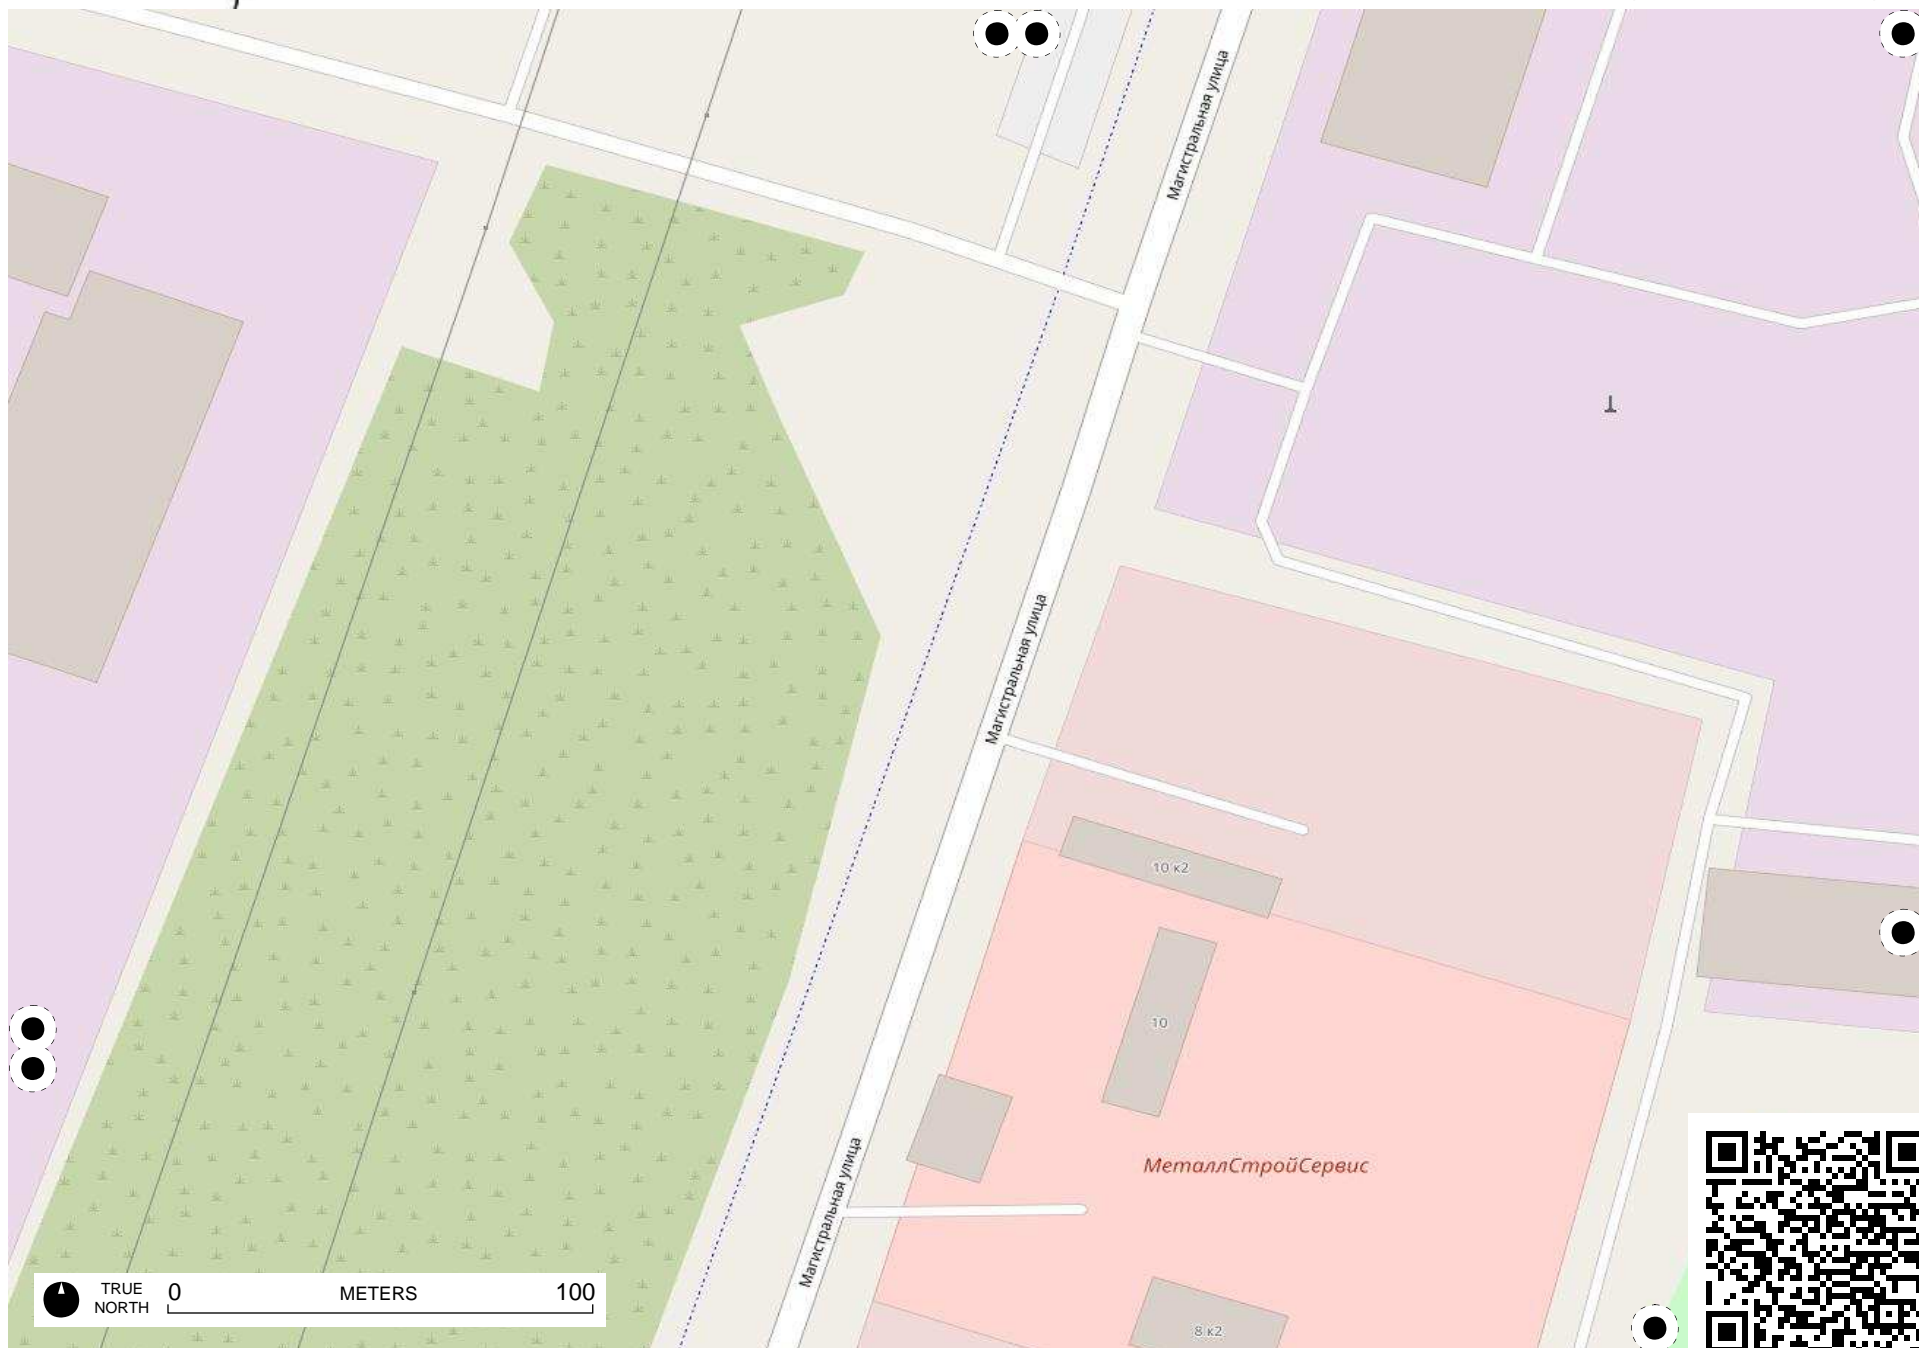 Магистральная улица
Магистральная улица
10 к2
10
МеталлСтройСервис
Магистральная улица
TRUE
NORTH
0 METERS 100
8 к2